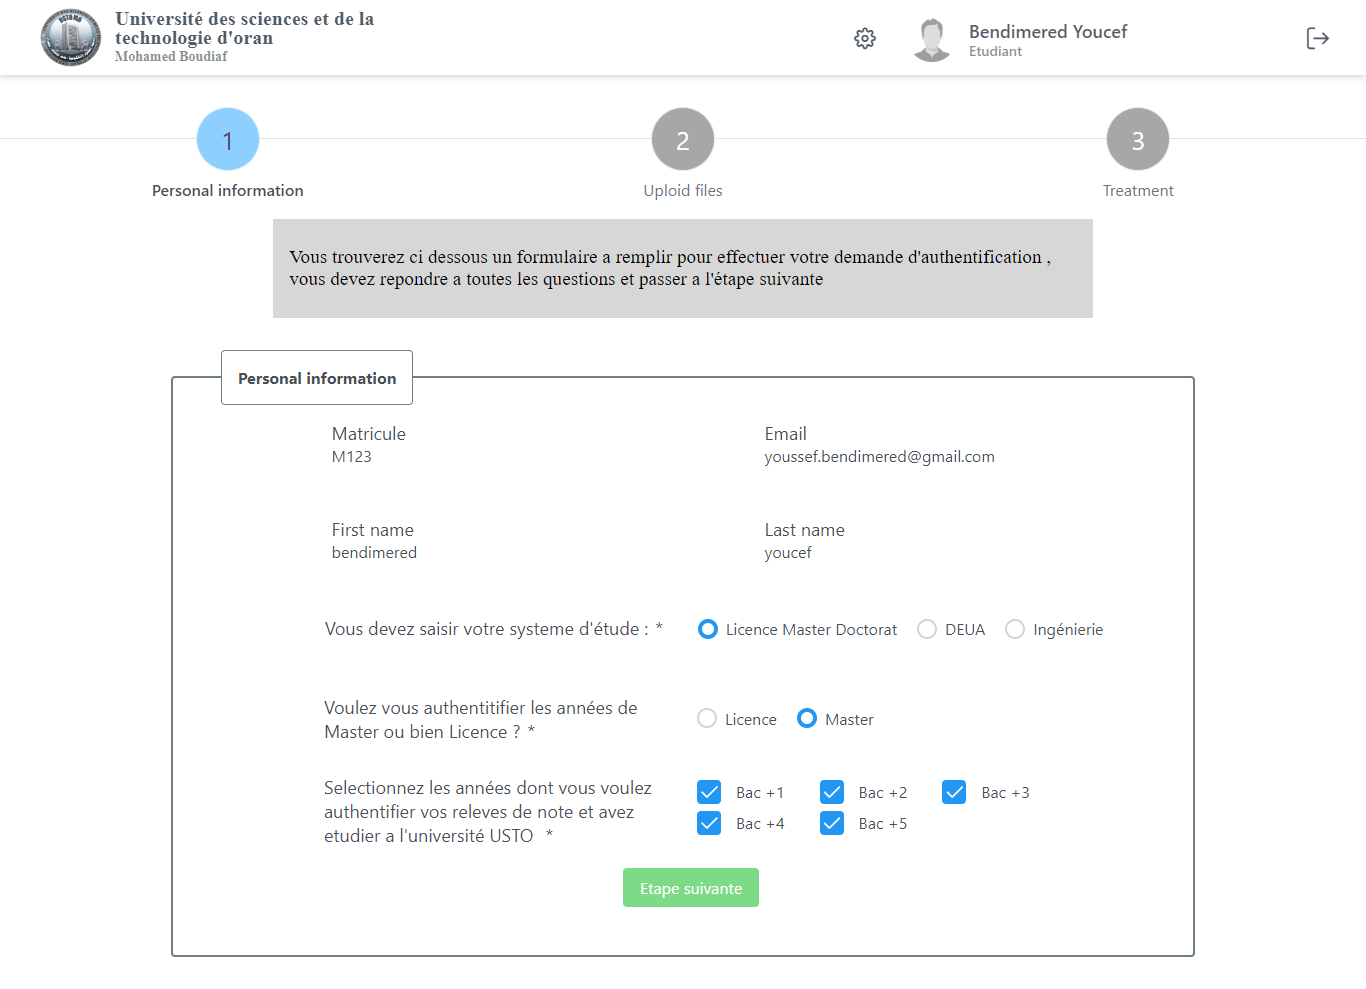 Université des sciences et de la
technologie d'oran
Mohamed Boudiaf
Bendimered Youcef
Etudiant
1
2
3
Personal information
Uploid files
Treatment
Vous trouverez ci dessous un formulaire a remplir pour effectuer votre demande d'authentification ,
vous devez repondre a toutes les questions et passer a l'étape suivante
Personal information
Matricule
M123
Email
youssef.bendimered@gmail.com
First name
bendimered
Last name
youcef
Vous devez saisir votre systeme d'étude : *
Licence Master Doctorat
DEUA
Ingénierie
Voulez vous authentitifier les années de
Master ou bien Licence ? *
Licence
Master
Selectionnez les années dont vous voulez
authentifier vos releves de note et avez
etudier a l'université USTO *
Bac +1
Bac +2
Bac +3
Bac +4
Bac +5
Etape suivante